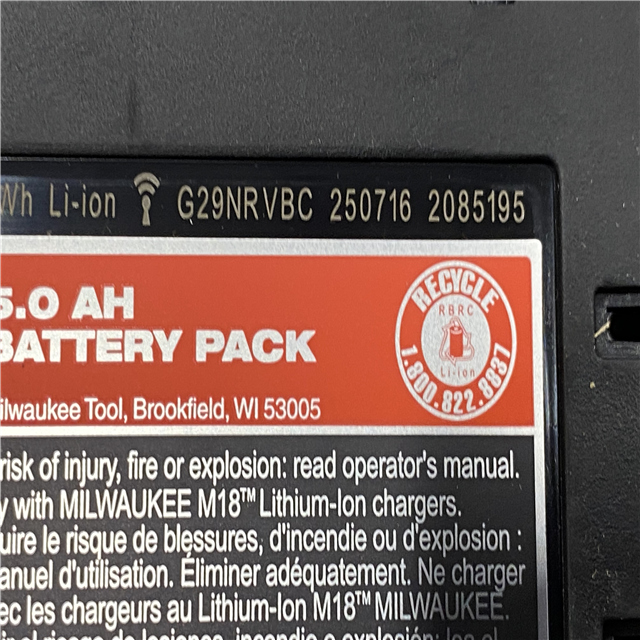 Wh Li-ion G29NRVBC 250716 2085195
5.0 AH
BATTERY PACK
RECYCLE
RBRC
Li-ion
1.800.822.8837
ilwaukee Tool, Brookfield, WI 53005
risk of injury, fire or explosion: read operator's manual.
y with MILWAUKEE M18™ Lithium-Ion chargers.
uire le risque de blessures, d'incendie ou d'explosion :
anuel d'utilisation. Éliminer adéquatement. Ne charger
ec les chargeurs au Lithium-Ion M18™ MILWAUKEE.